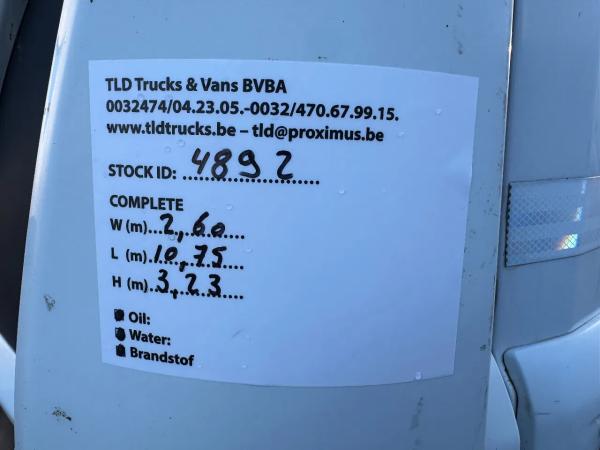 TLD Trucks & Vans BVBA
0032474/04.23.05.-0032/470.67.99.15.
www.tldtrucks.be – tld@proximus.be
STOCK ID: 4892
COMPLETE
W (m)...2,60....
L (m).10,75....
H (m).3,23....
Oil:
Water:
Brandstof